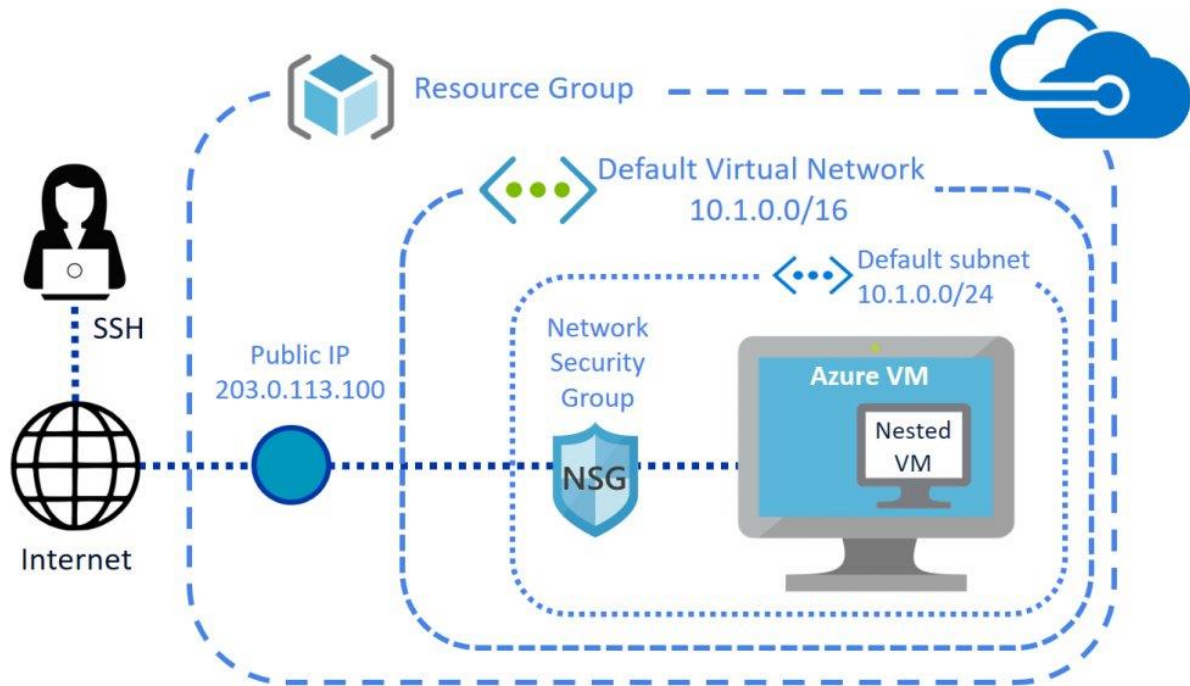 Resource Group
Default Virtual Network
10.1.0.0/16
Default subnet
10.1.0.0/24
SSH
Network
Security
Group
Public IP
203.0.113.100
Azure VM
Nested
VM
NSG
Internet